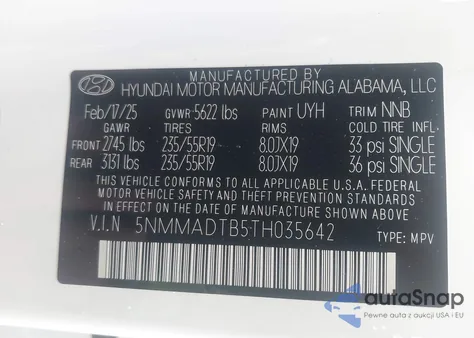 MANUFACTURED BY
HYUNDAI MOTOR MANUFACTURING ALABAMA, LLC
Feb/17/25 GVWR 5622 lbs PAINT UYH TRIM NNB
GAWR TIRES RIMS COLD TIRE INFL.
FRONT 2745 lbs 235/55R19 8.0JX19 33 psi SINGLE
REAR 3131 lbs 235/55R19 8.0JX19 36 psi SINGLE
THIS VEHICLE CONFORMS TO ALL APPLICABLE U.S.A. FEDERAL
MOTOR VEHICLE SAFETY AND THEFT PREVENTION STANDARDS IN
EFFECT ON THE DATE OF MANUFACTURE SHOWN ABOVE.
V.I.N 5NMMADTB5TH035642 TYPE: MPV
autaSnap
Pewne auta z aukcji USA i EU